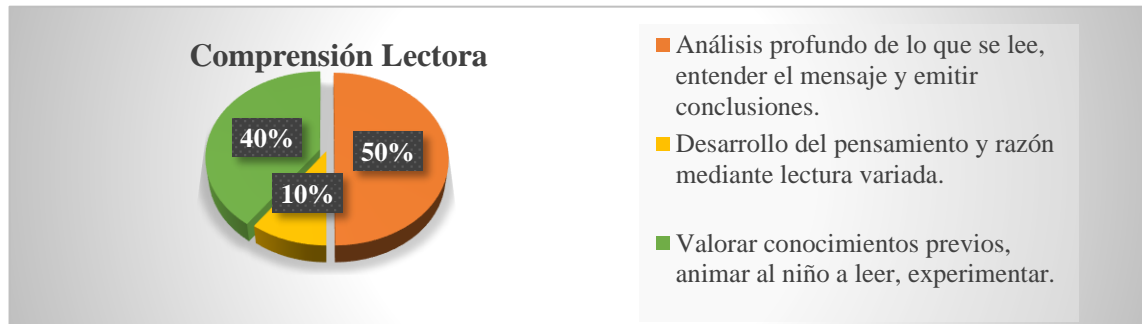 Comprensión Lectora
40%
50%
10%
Análisis profundo de lo que se lee,
entender el mensaje y emitir
conclusiones.
Desarrollo del pensamiento y razón
mediante lectura variada.
Valorar conocimientos previos,
animar al niño a leer, experimentar.